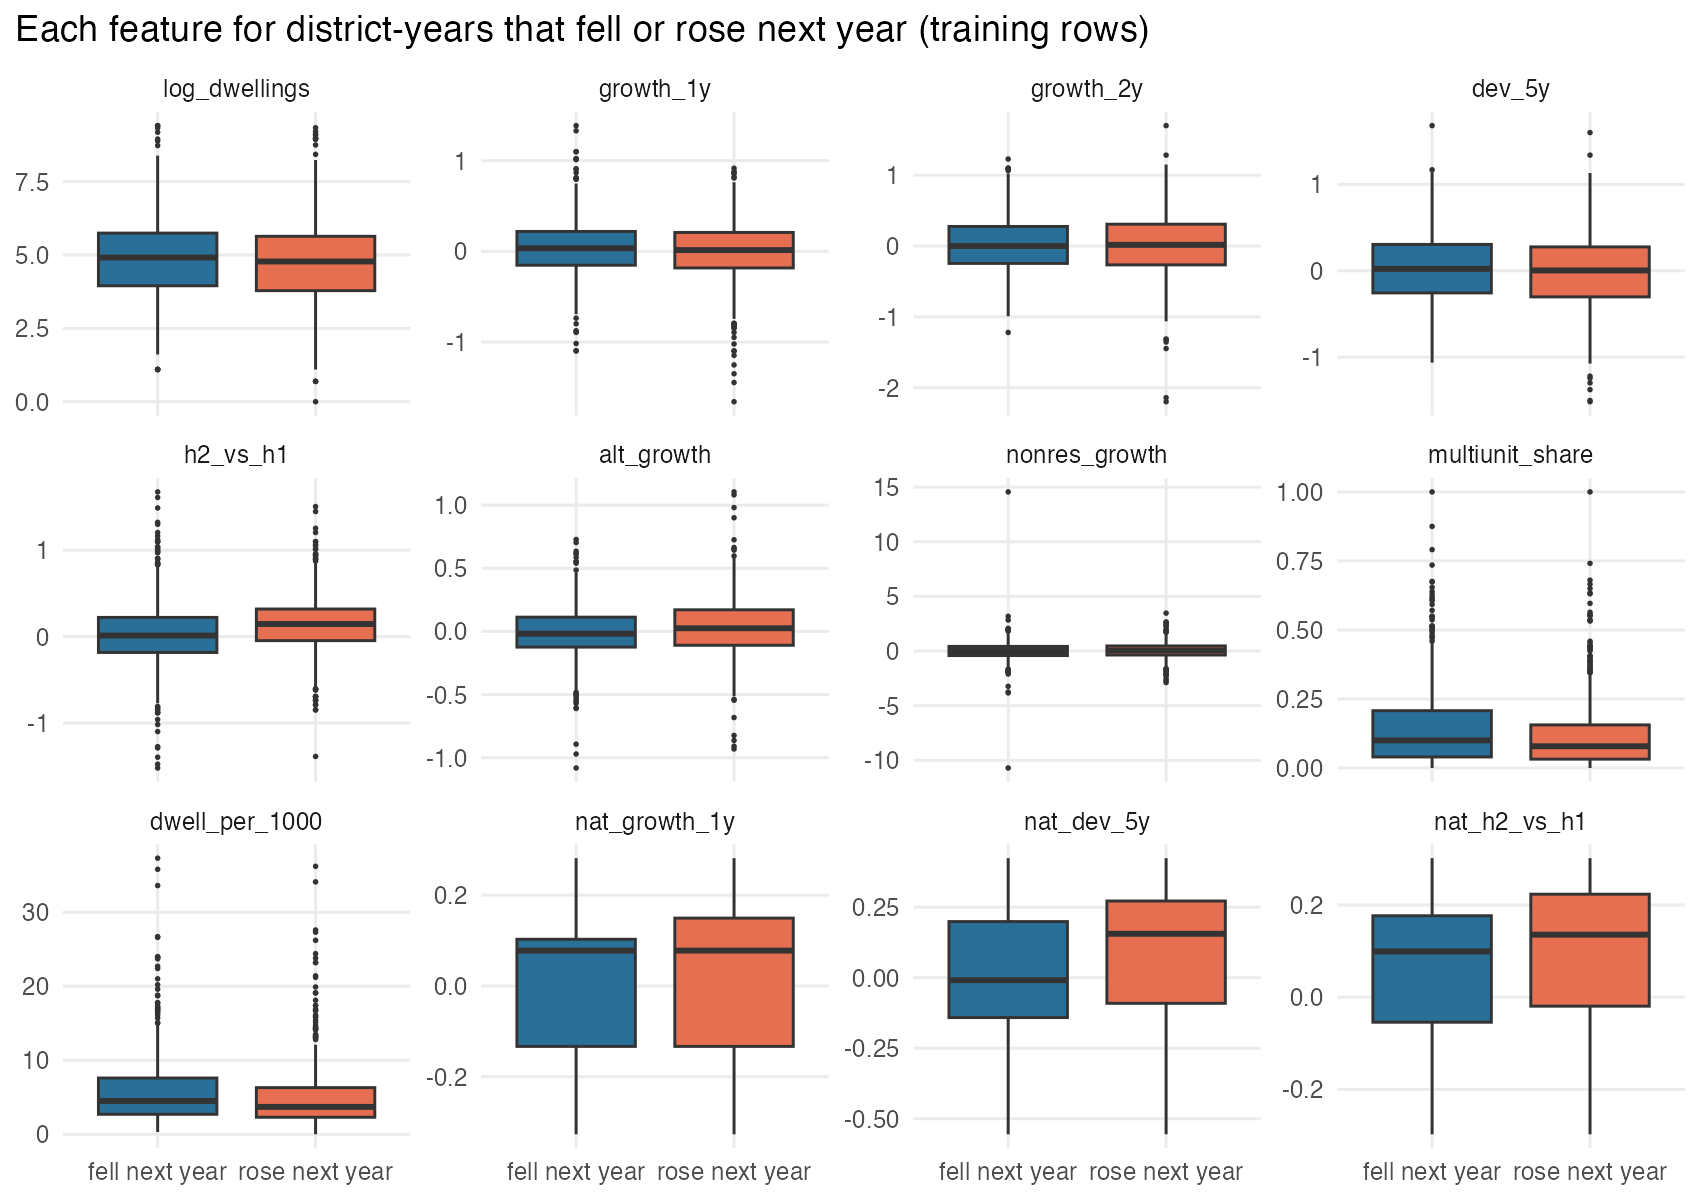 Each feature for district-years that fell or rose next year (training rows)
log_dwellings
growth_1y
growth_2y
dev_5y
7.5
5.0
2.5
0.0
1
0
-1
1
0
-1
-2
1
0
-1
h2_vs_h1
alt_growth
nonres_growth
multiunit_share
1
0
-1
1.0
0.5
0.0
-0.5
-1.0
15
10
5
0
-5
-10
1.00
0.75
0.50
0.25
0.00
dwell_per_1000
nat_growth_1y
nat_dev_5y
nat_h2_vs_h1
30
20
10
0
0.2
0.0
-0.2
0.25
0.00
-0.25
-0.50
0.2
0.0
-0.2
fell next year rose next year
fell next year rose next year
fell next year rose next year
fell next year rose next year